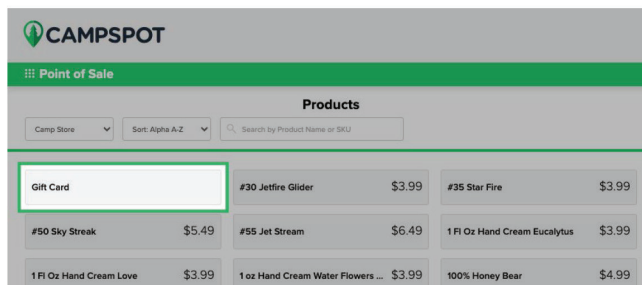 CAMPSPOT
Point of Sale
Products
Camp Store Sort: Alpha A-Z Search by Product Name or SKU
Gift Card #30 Jetfire Glider $3.99 #35 Star Fire $3.99
#50 Sky Streak $5.49 #55 Jet Stream $6.49 1 Fl Oz Hand Cream Eucalytus $3.99
1 Fl Oz Hand Cream Love $3.99 1 oz Hand Cream Water Flowers ... $3.99 100% Honey Bear $4.99